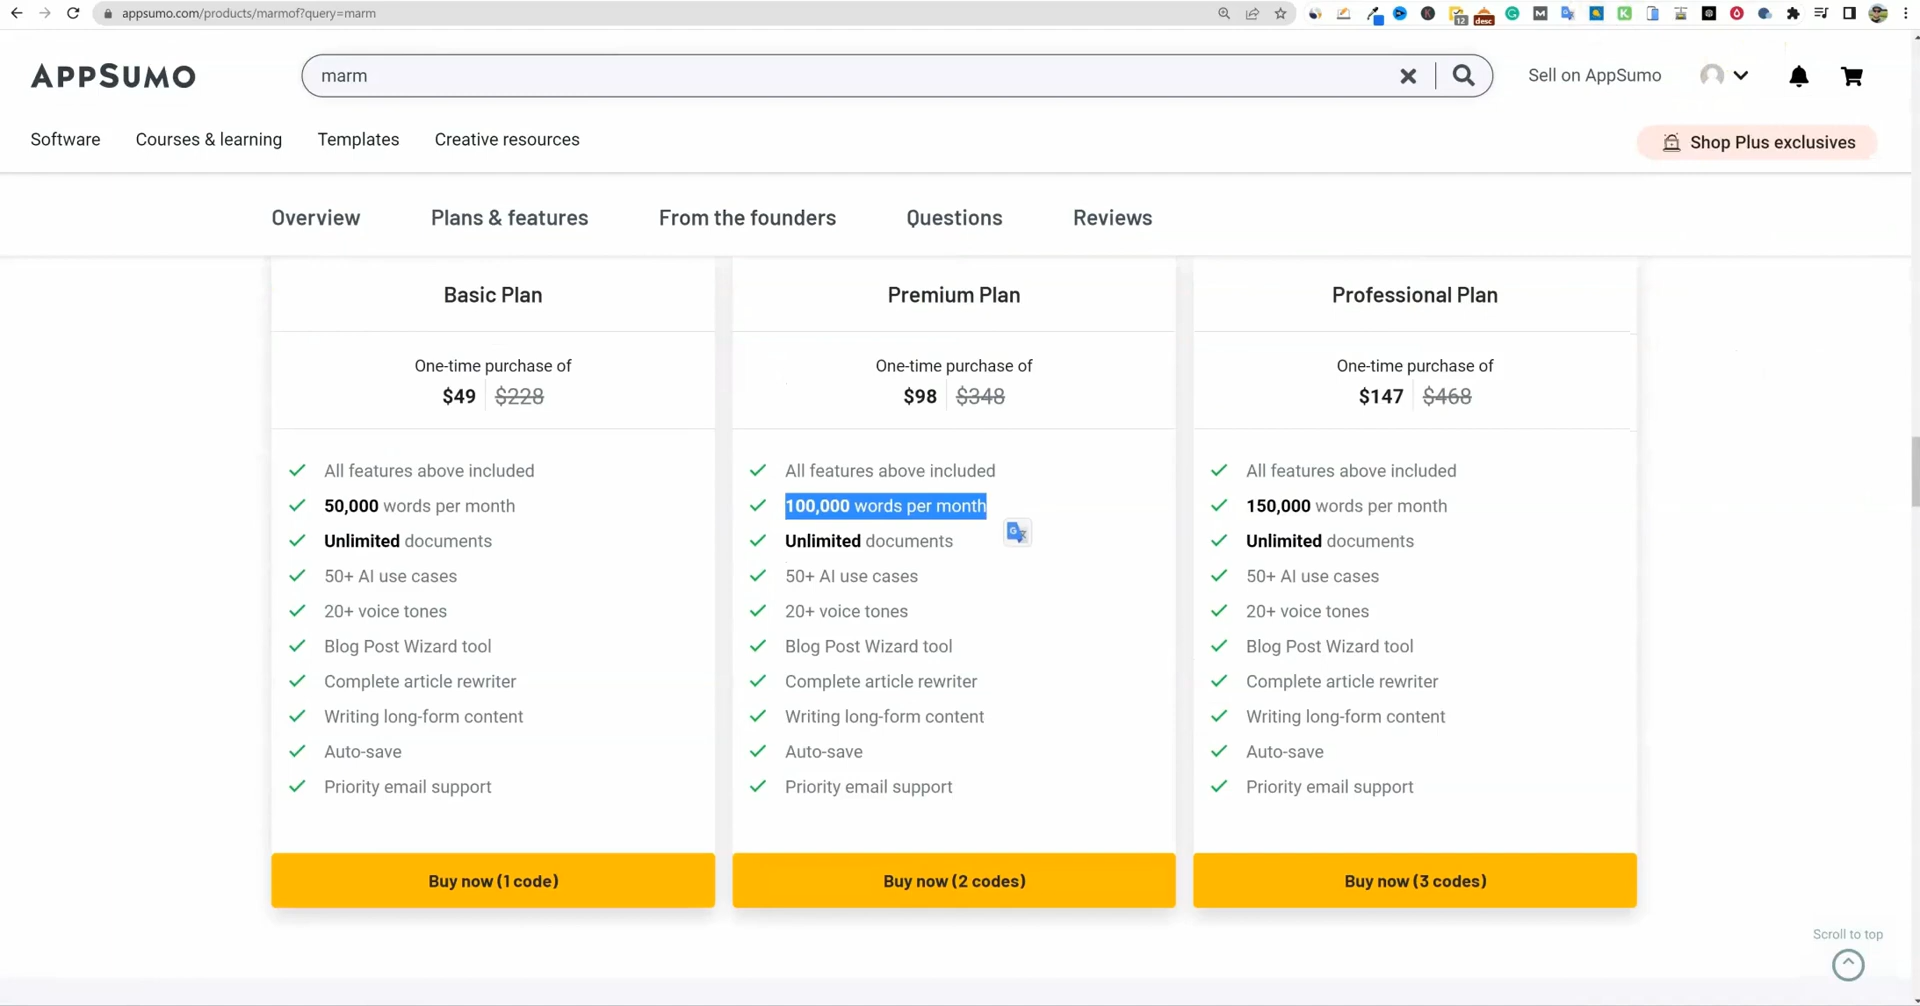 appsumo.com/products/marmof?query=marm
12
desc
APPSUMO
marm
Sell on AppSumo
Software
Courses & learning
Templates
Creative resources
Shop Plus exclusives
Overview
Plans & features
From the founders
Questions
Reviews
Basic Plan
One-time purchase of
$49 $228
All features above included
50,000 words per month
Unlimited documents
50+ AI use cases
20+ voice tones
Blog Post Wizard tool
Complete article rewriter
Writing long-form content
Auto-save
Priority email support
Buy now (1 code)
Premium Plan
One-time purchase of
$98 $348
All features above included
100,000 words per month
Unlimited documents
50+ AI use cases
20+ voice tones
Blog Post Wizard tool
Complete article rewriter
Writing long-form content
Auto-save
Priority email support
Buy now (2 codes)
Professional Plan
One-time purchase of
$147 $468
All features above included
150,000 words per month
Unlimited documents
50+ AI use cases
20+ voice tones
Blog Post Wizard tool
Complete article rewriter
Writing long-form content
Auto-save
Priority email support
Buy now (3 codes)
Scroll to top